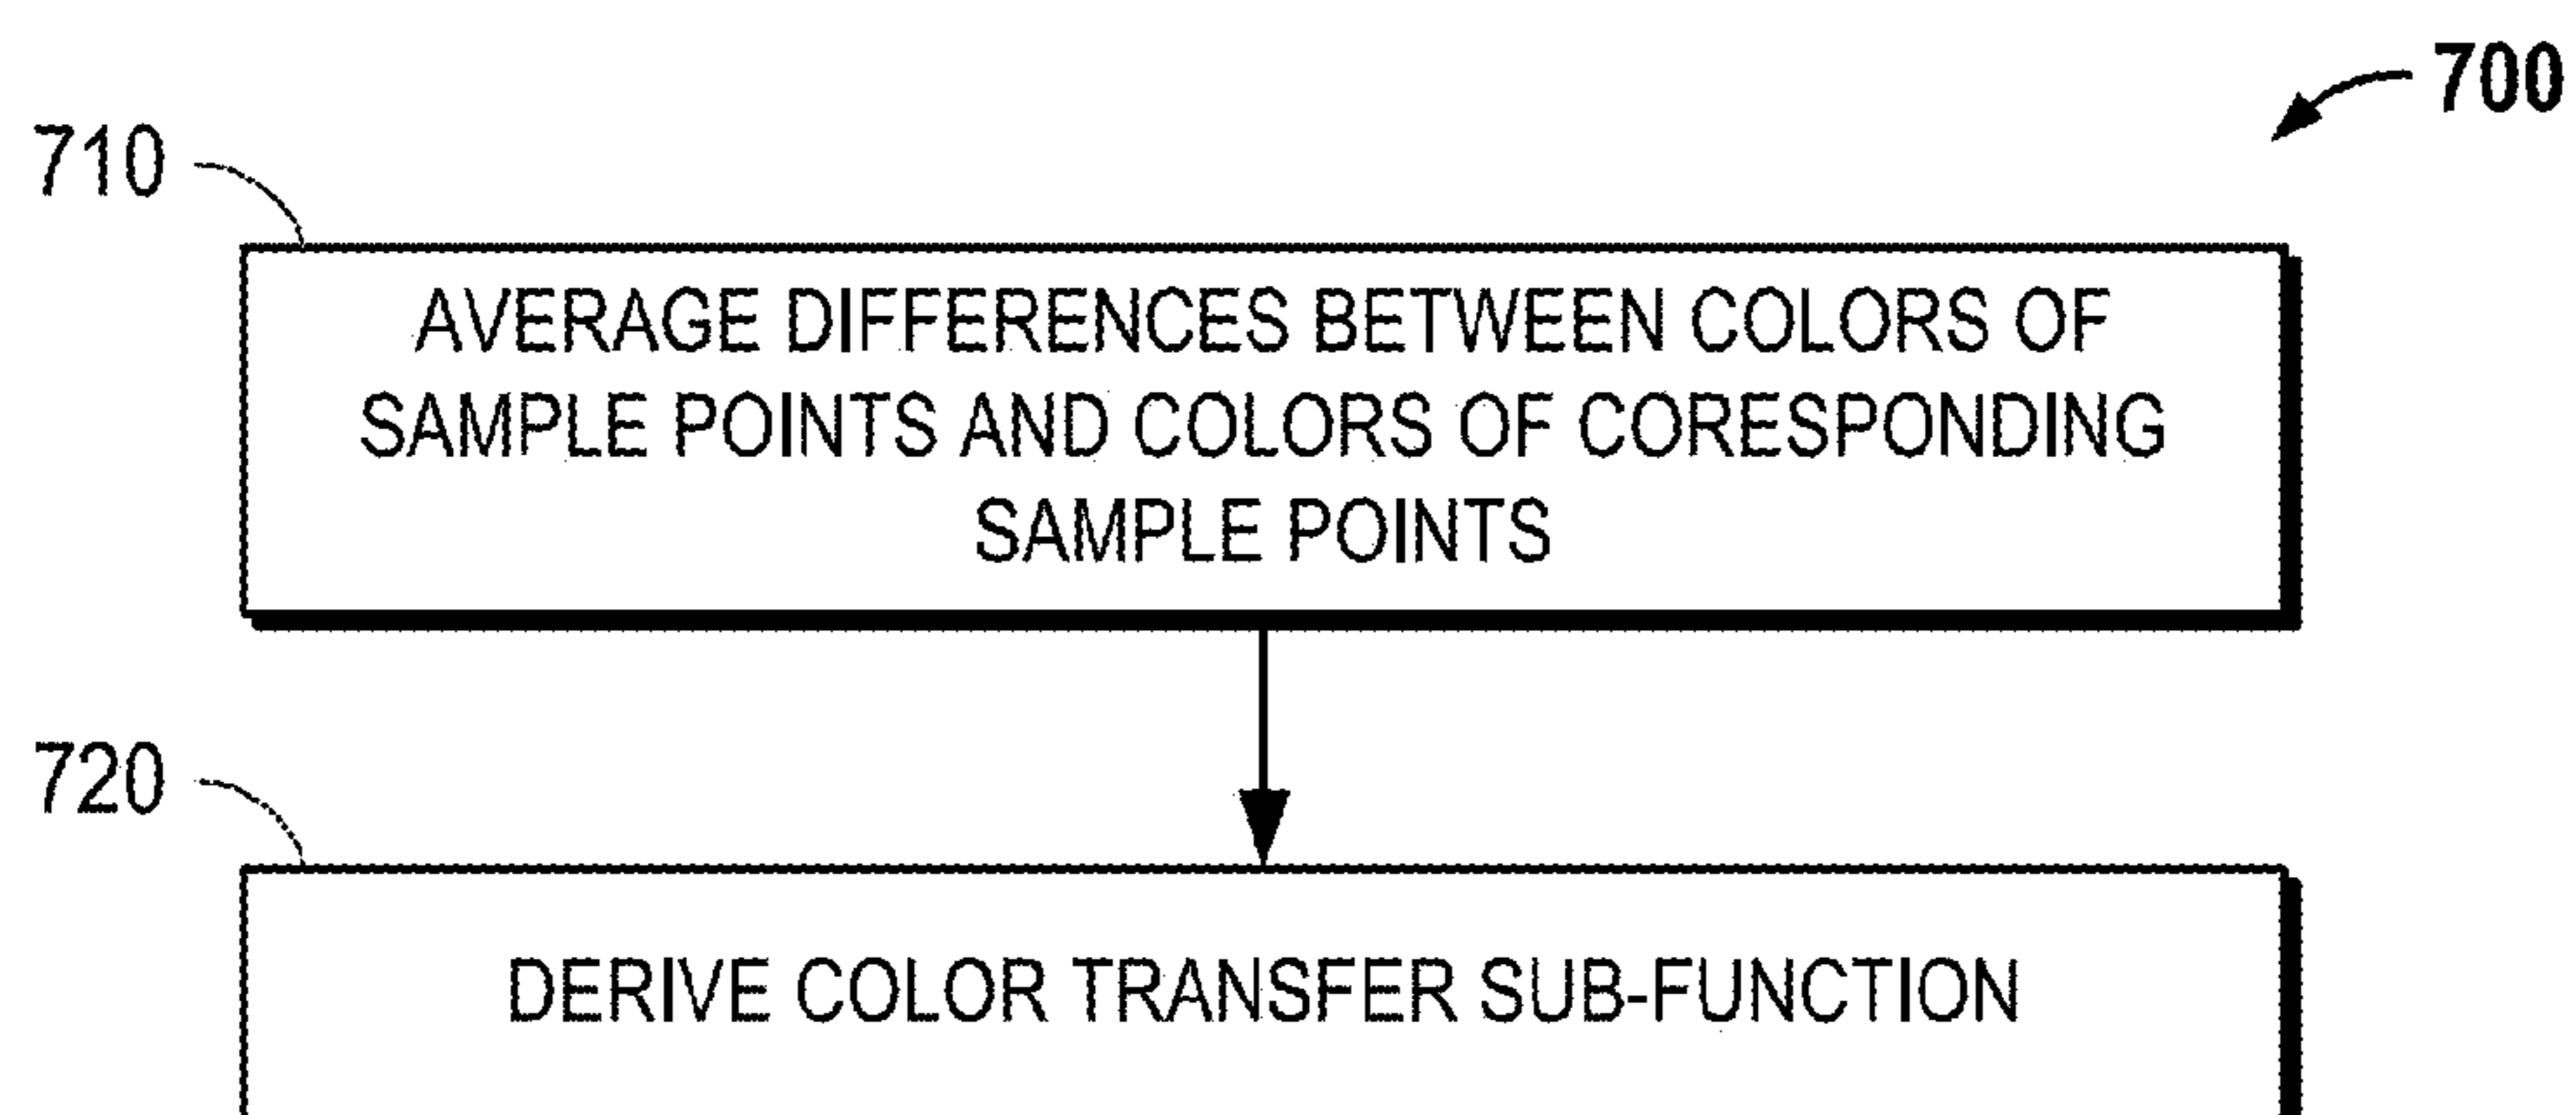 700
710
AVERAGE DIFFERENCES BETWEEN COLORS OF
SAMPLE POINTS AND COLORS OF CORESPONDING
SAMPLE POINTS
720
DERIVE COLOR TRANSFER SUB-FUNCTION